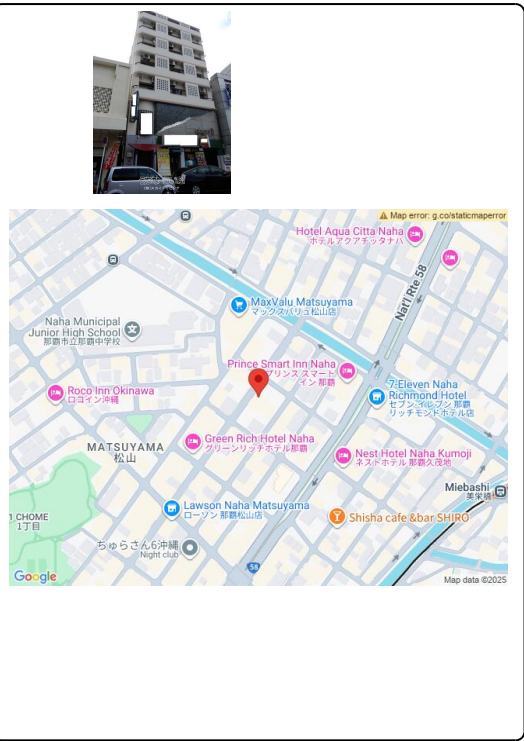 Map error: g.co/staticmaperror
Hotel Aqua Citta Naha
ホテルアクアチッタナハ
Nat'l Rte 58
MaxValu Matsuyama
マックスバリュ松山店
Naha Municipal
Junior High School
那覇市立那覇中学校
Prince Smart Inn Naha
プリンス スマート
イン 那覇
7-Eleven Naha
Richmond Hotel
セブン-イレブン 那覇
リッチモンドホテル店
Roco Inn Okinawa
ロコイン沖縄
Green Rich Hotel Naha
グリーンリッチホテル那覇
MATSUYAMA
松山
Nest Hotel Naha Kumoji
ネストホテル 那覇久茂地
Miebashi
美栄橋
Lawson Naha Matsuyama
ローソン 那覇松山店
1 CHOME
1丁目
Shisha cafe &bar SHIRO
ちゅらさん6沖縄
Night club
58
Google
Map data ©2025